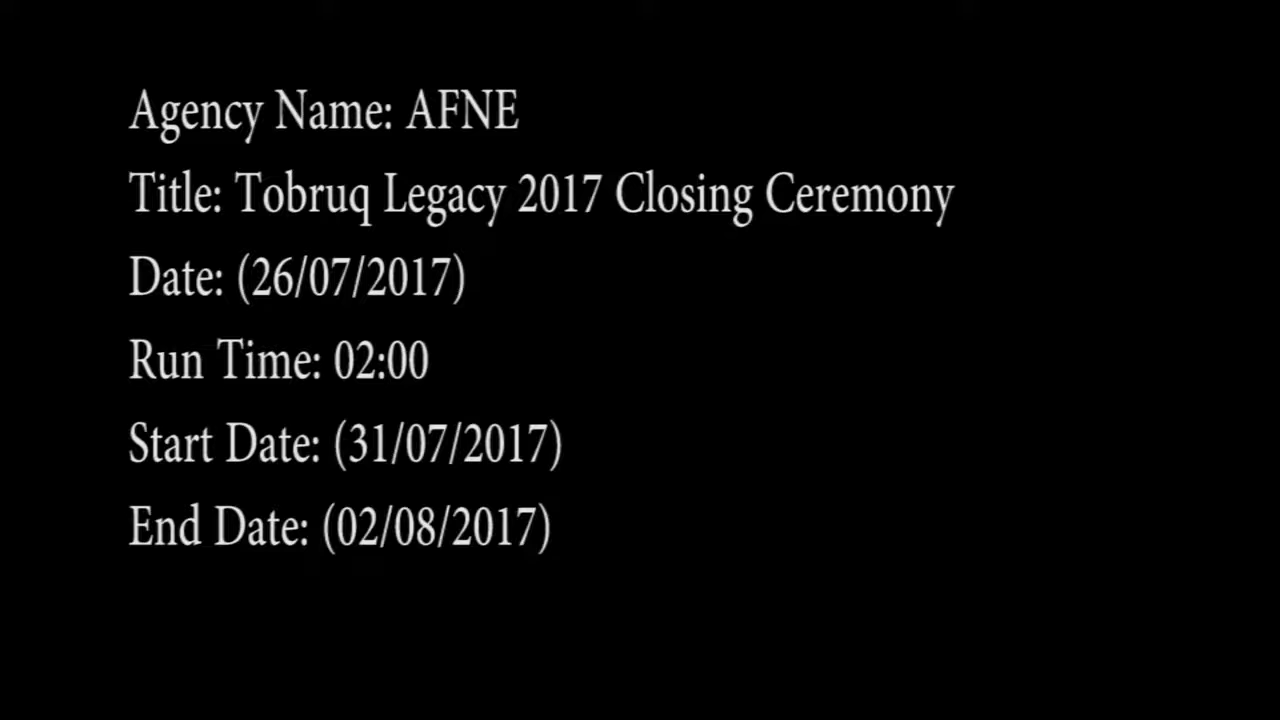 Agency Name: AFNE
Title: Tobruq Legacy 2017 Closing Ceremony
Date: (26/07/2017)
Run Time: 02:00
Start Date: (31/07/2017)
End Date: (02/08/2017)